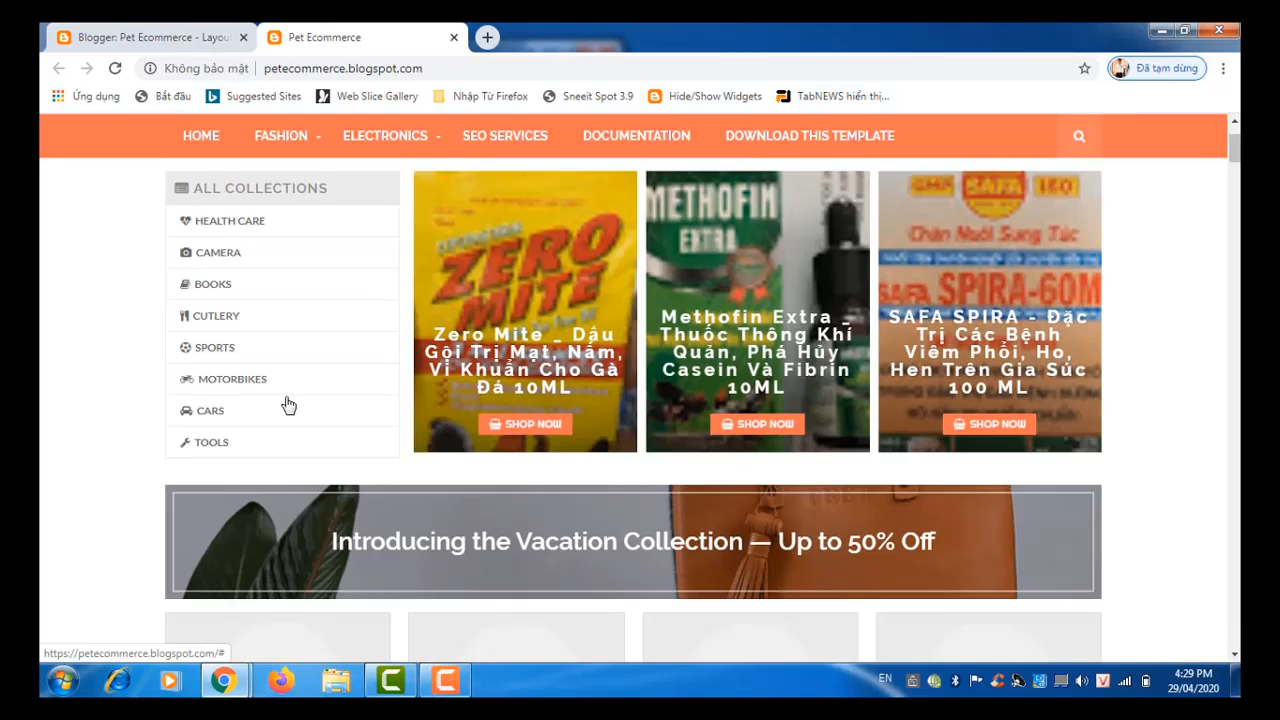 Blogger: Pet Ecommerce - Layou
Pet Ecommerce
Không bảo mật | petecommerce.blogspot.com
Đã tạm dừng
Ứng dụng
Bắt đầu
Suggested Sites
Web Slice Gallery
Nhập Từ Firefox
Sneeit Spot 3.9
Hide/Show Widgets
TabNEWS hiển thị...
HOME
FASHION
ELECTRONICS
SEO SERVICES
DOCUMENTATION
DOWNLOAD THIS TEMPLATE
ALL COLLECTIONS
HEALTH CARE
CAMERA
BOOKS
CUTLERY
SPORTS
MOTORBIKES
CARS
TOOLS
ZERO
MITE
Zero Mite _ Dầu
Gội Trị Mạt, Nấm,
Vi Khuẩn Cho Gà
Đá 10ML
SHOP NOW
METHOFIN
EXTRA
Methofin Extra _
Thuốc Thông Khí
Quản, Phá Hủy
Casein Và Fibrin
10ML
SHOP NOW
SAFA
Chăn Nuôi Sung Túc
SAFA SPIRA-60M
SAFA SPIRA - Đặc
Trị Các Bệnh
Viêm Phổi, Ho,
Hen Trên Gia Súc
100 ML
SHOP NOW
Introducing the Vacation Collection — Up to 50% Off
https://petecommerce.blogspot.com/#
EN
4:29 PM
29/04/2020